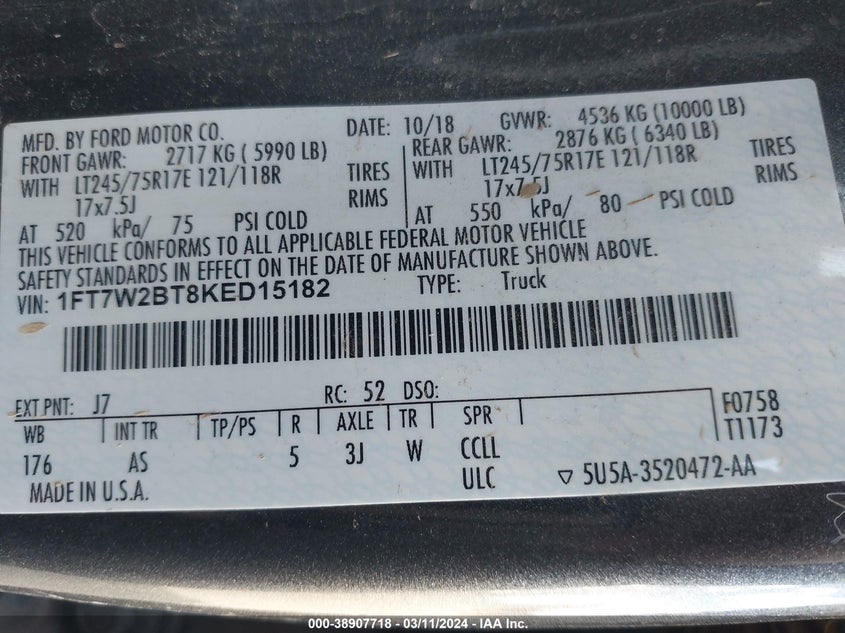 MFD. BY FORD MOTOR CO. DATE: 10/18 GVWR: 4536 KG (10000 LB)
FRONT GAWR: 2717 KG ( 5990 LB) REAR GAWR: 2876 KG ( 6340 LB)
WITH LT245/75R17E 121/118R TIRES WITH LT245/75R17E 121/118R TIRES
17x7.5J RIMS 17x7.5J RIMS
AT 520 kPa/ 75 PSI COLD AT 550 kPa/ 80 PSI COLD
THIS VEHICLE CONFORMS TO ALL APPLICABLE FEDERAL MOTOR VEHICLE
SAFETY STANDARDS IN EFFECT ON THE DATE OF MANUFACTURE SHOWN ABOVE.
VIN: 1FT7W2BT8KED15182 TYPE: Truck
EXT PNT: J7 RC: 52 DSO:
WB INT TR TP/PS R AXLE TR SPR F0758
T1173
176 AS 5 3J W CCLL
ULC
MADE IN U.S.A. ▽ 5U5A-3520472-AA
000-38907718 - 03/11/2024 - IAA Inc.